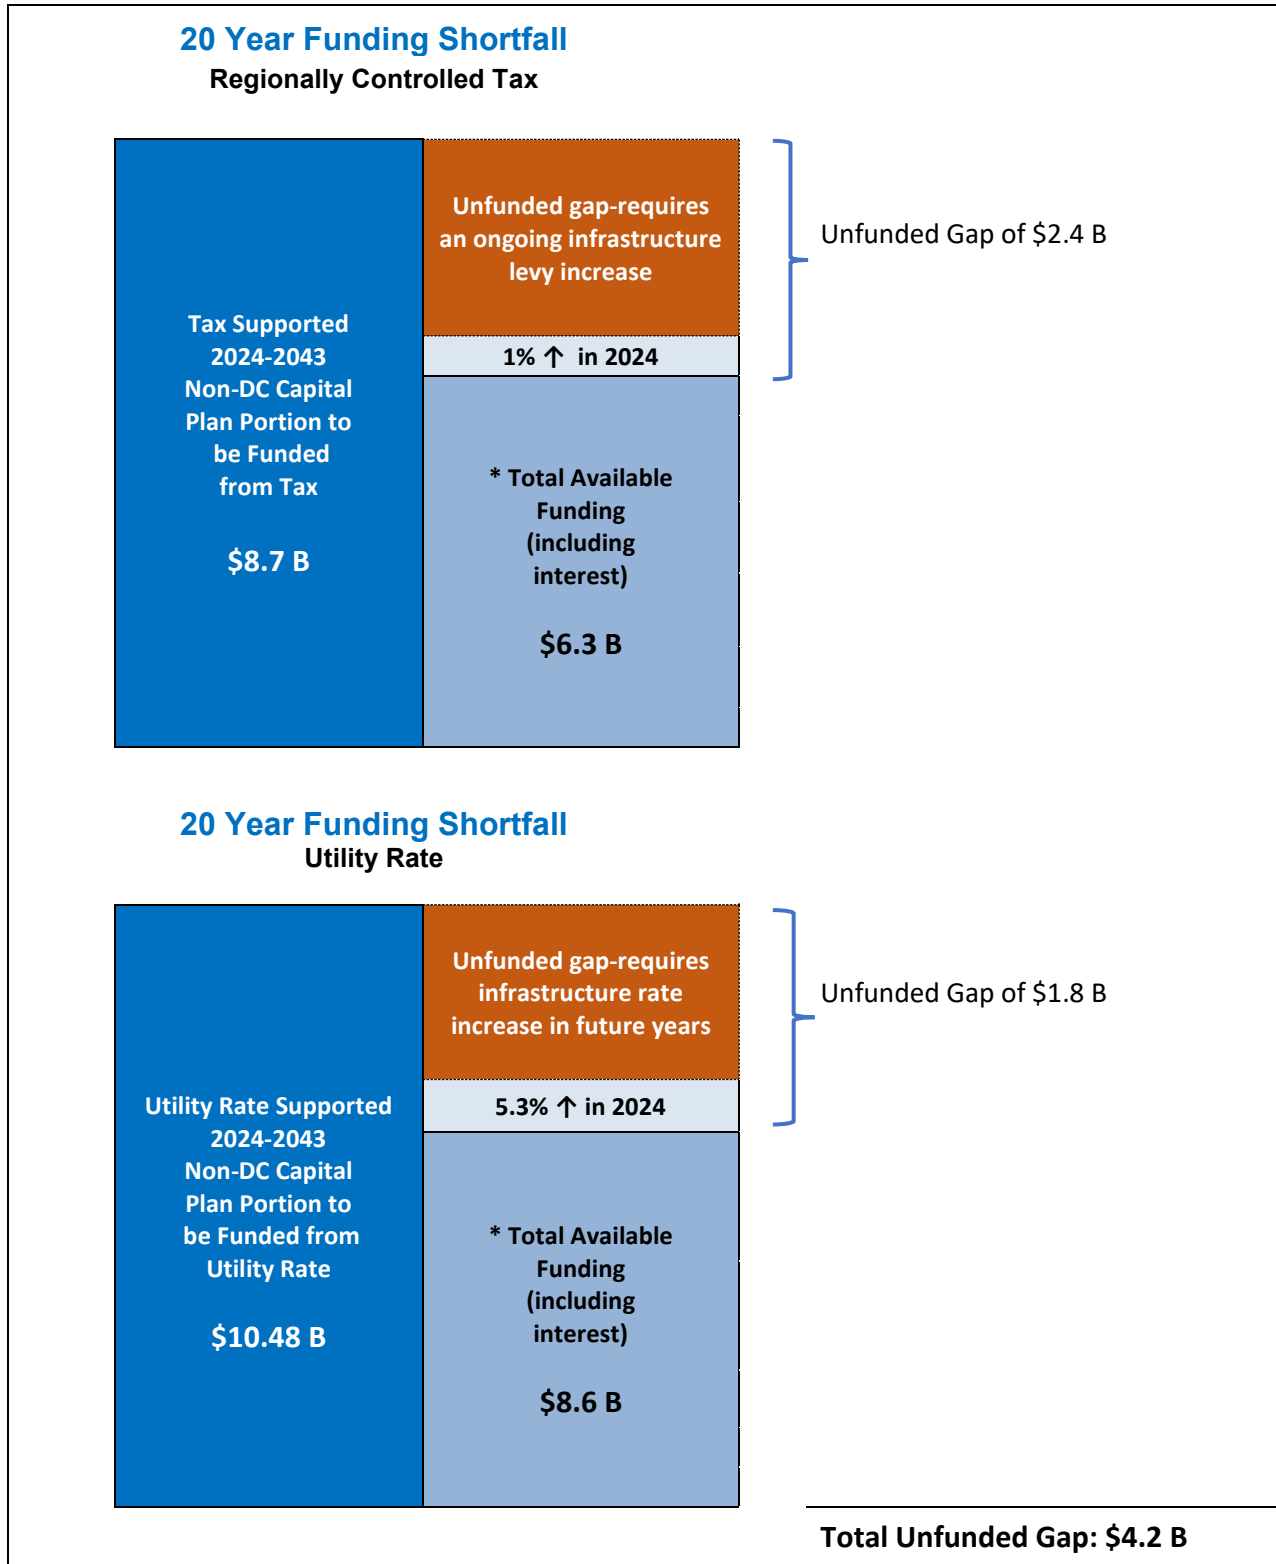 20 Year Funding Shortfall
Regionally Controlled Tax
Tax Supported
2024-2043
Non-DC Capital
Plan Portion to
be Funded
from Tax
$8.7 B
Unfunded gap-requires
an ongoing infrastructure
levy increase
1% ↑ in 2024
* Total Available
Funding
(including
interest)
$6.3 B
Unfunded Gap of $2.4 B
20 Year Funding Shortfall
Utility Rate
Utility Rate Supported
2024-2043
Non-DC Capital
Plan Portion to
be Funded from
Utility Rate
$10.48 B
Unfunded gap-requires
infrastructure rate
increase in future years
5.3% ↑ in 2024
* Total Available
Funding
(including
interest)
$8.6 B
Unfunded Gap of $1.8 B
Total Unfunded Gap: $4.2 B